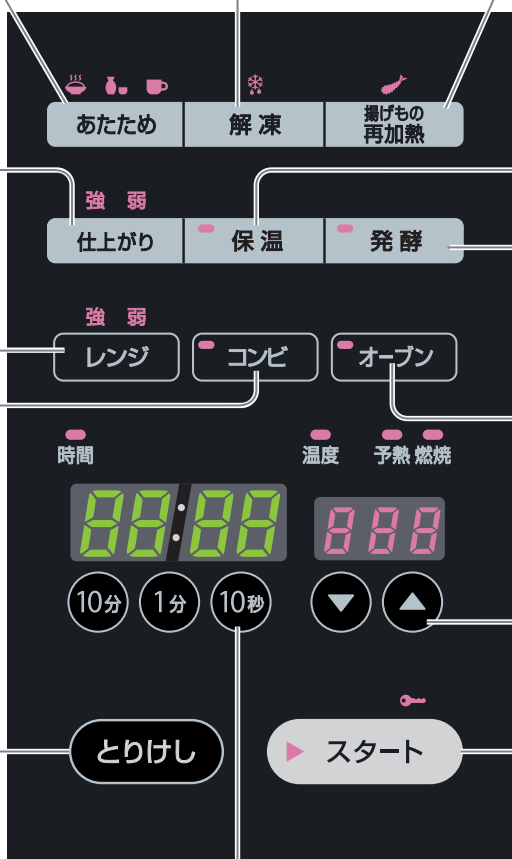 あたため 解凍 揚げもの
再加熱
強 弱
仕上がり 保温 発酵
強 弱
レンジ コンビ オーブン
時間 温度 予熱 燃焼
88:88 888
10分 1分 10秒
とりけし スタート